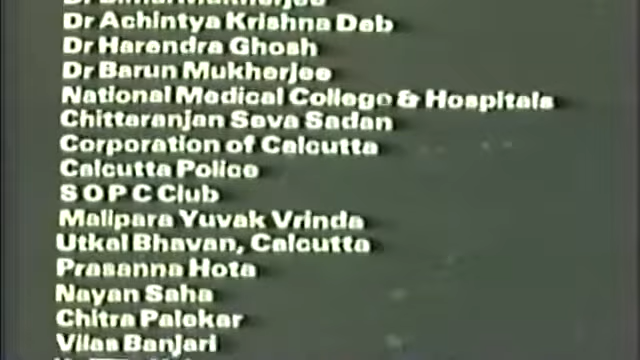 Dr Achintya Krishna Deb
Dr Harendra Ghosh
Dr Barun Mukherjee
National Medical College & Hospitals
Chittaranjan Seva Sadan
Corporation of Calcutta
Calcutta Police
S O P C Club
Malipara Yuvak Vrinda
Utkal Bhavan, Calcutta
Prasanna Hota
Nayan Saha
Chitra Palekar
Vilas Banjari